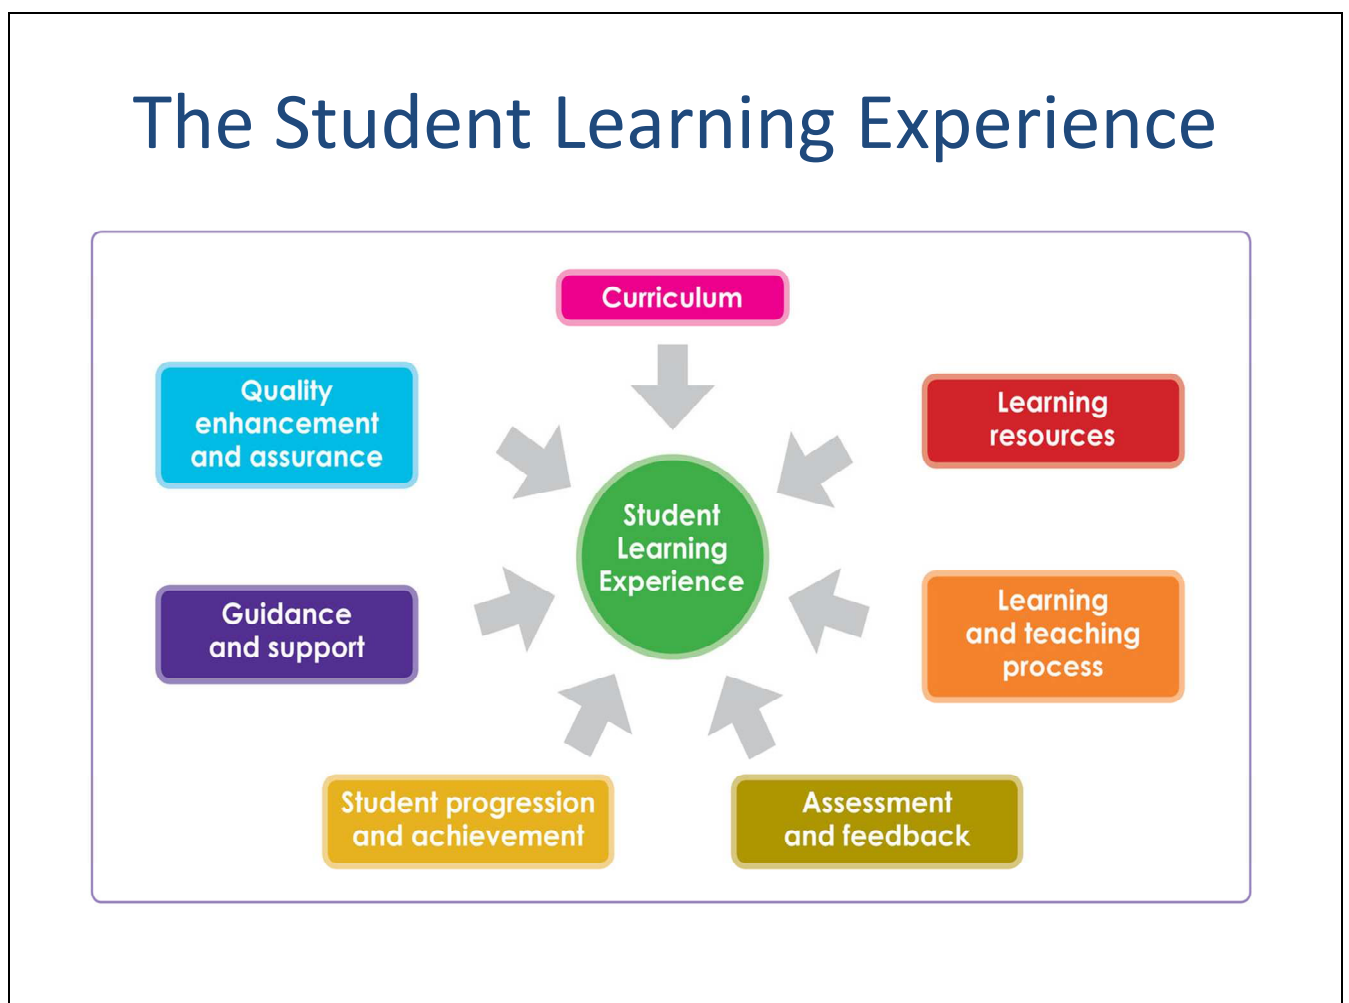 The Student Learning Experience
Curriculum
Quality
enhancement
and assurance
Learning
resources
Student
Learning
Experience
Guidance
and support
Learning
and teaching
process
Student progression
and achievement
Assessment
and feedback